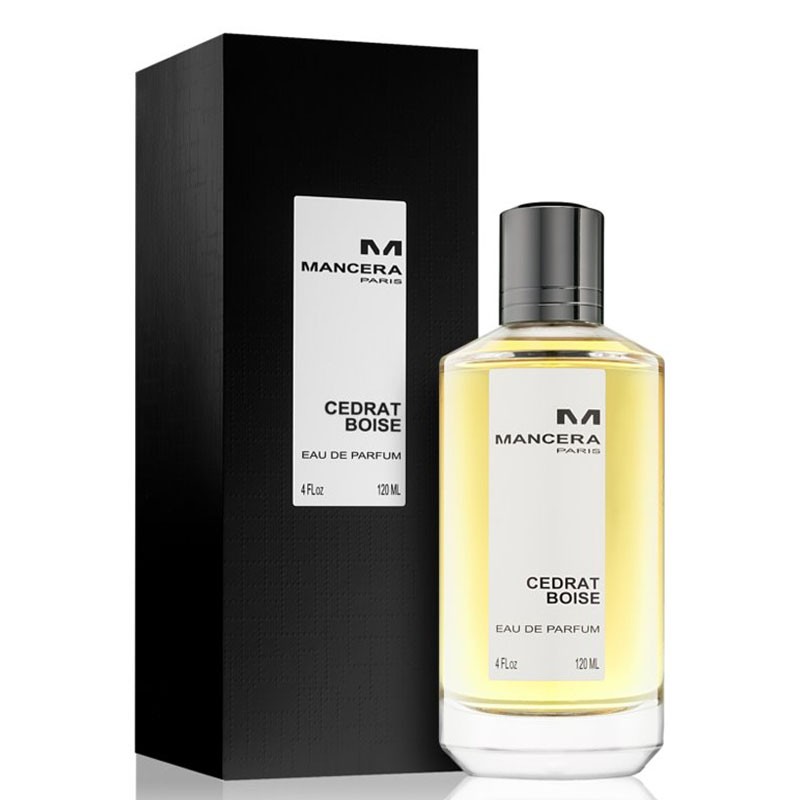 M
MANCERA
PARIS
CEDRAT
BOISE
EAU DE PARFUM
4 FLoz 120 ML
M
MANCERA
PARIS
CEDRAT
BOISE
EAU DE PARFUM
4 FLoz 120 ML